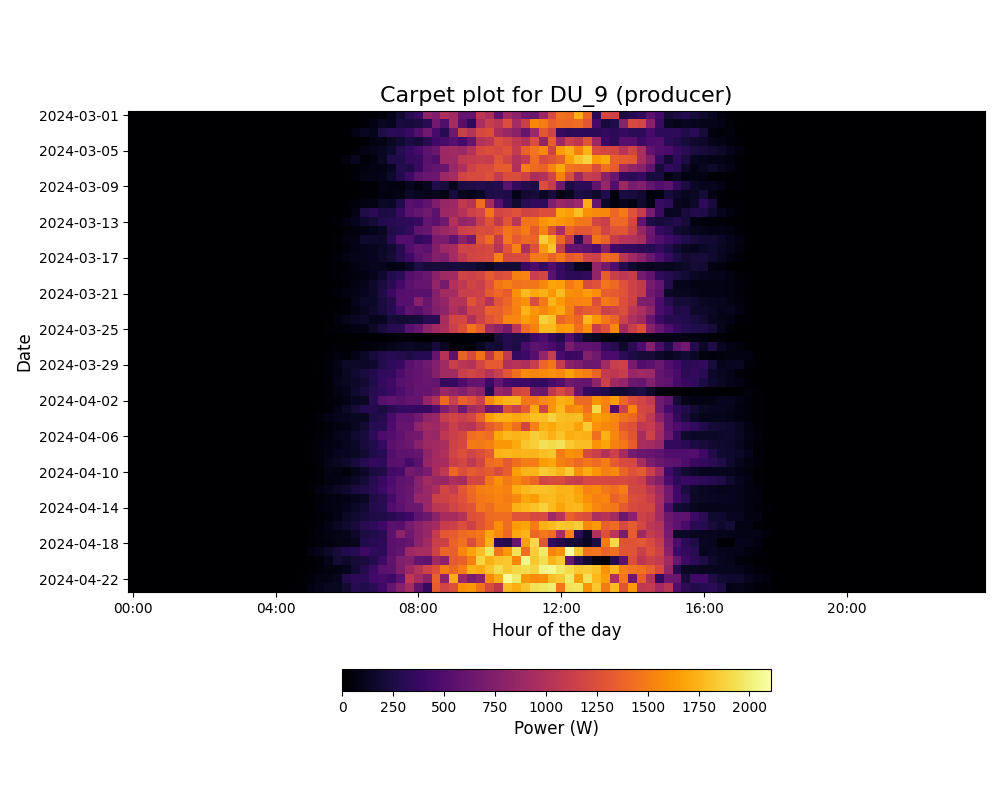 Carpet plot for DU_9 (producer)
2024-03-01
2024-03-05
2024-03-09
2024-03-13
2024-03-17
2024-03-21
2024-03-25
2024-03-29
2024-04-02
2024-04-06
2024-04-10
2024-04-14
2024-04-18
2024-04-22
Date
00:00 04:00 08:00 12:00 16:00 20:00
Hour of the day
0 250 500 750 1000 1250 1500 1750 2000
Power (W)